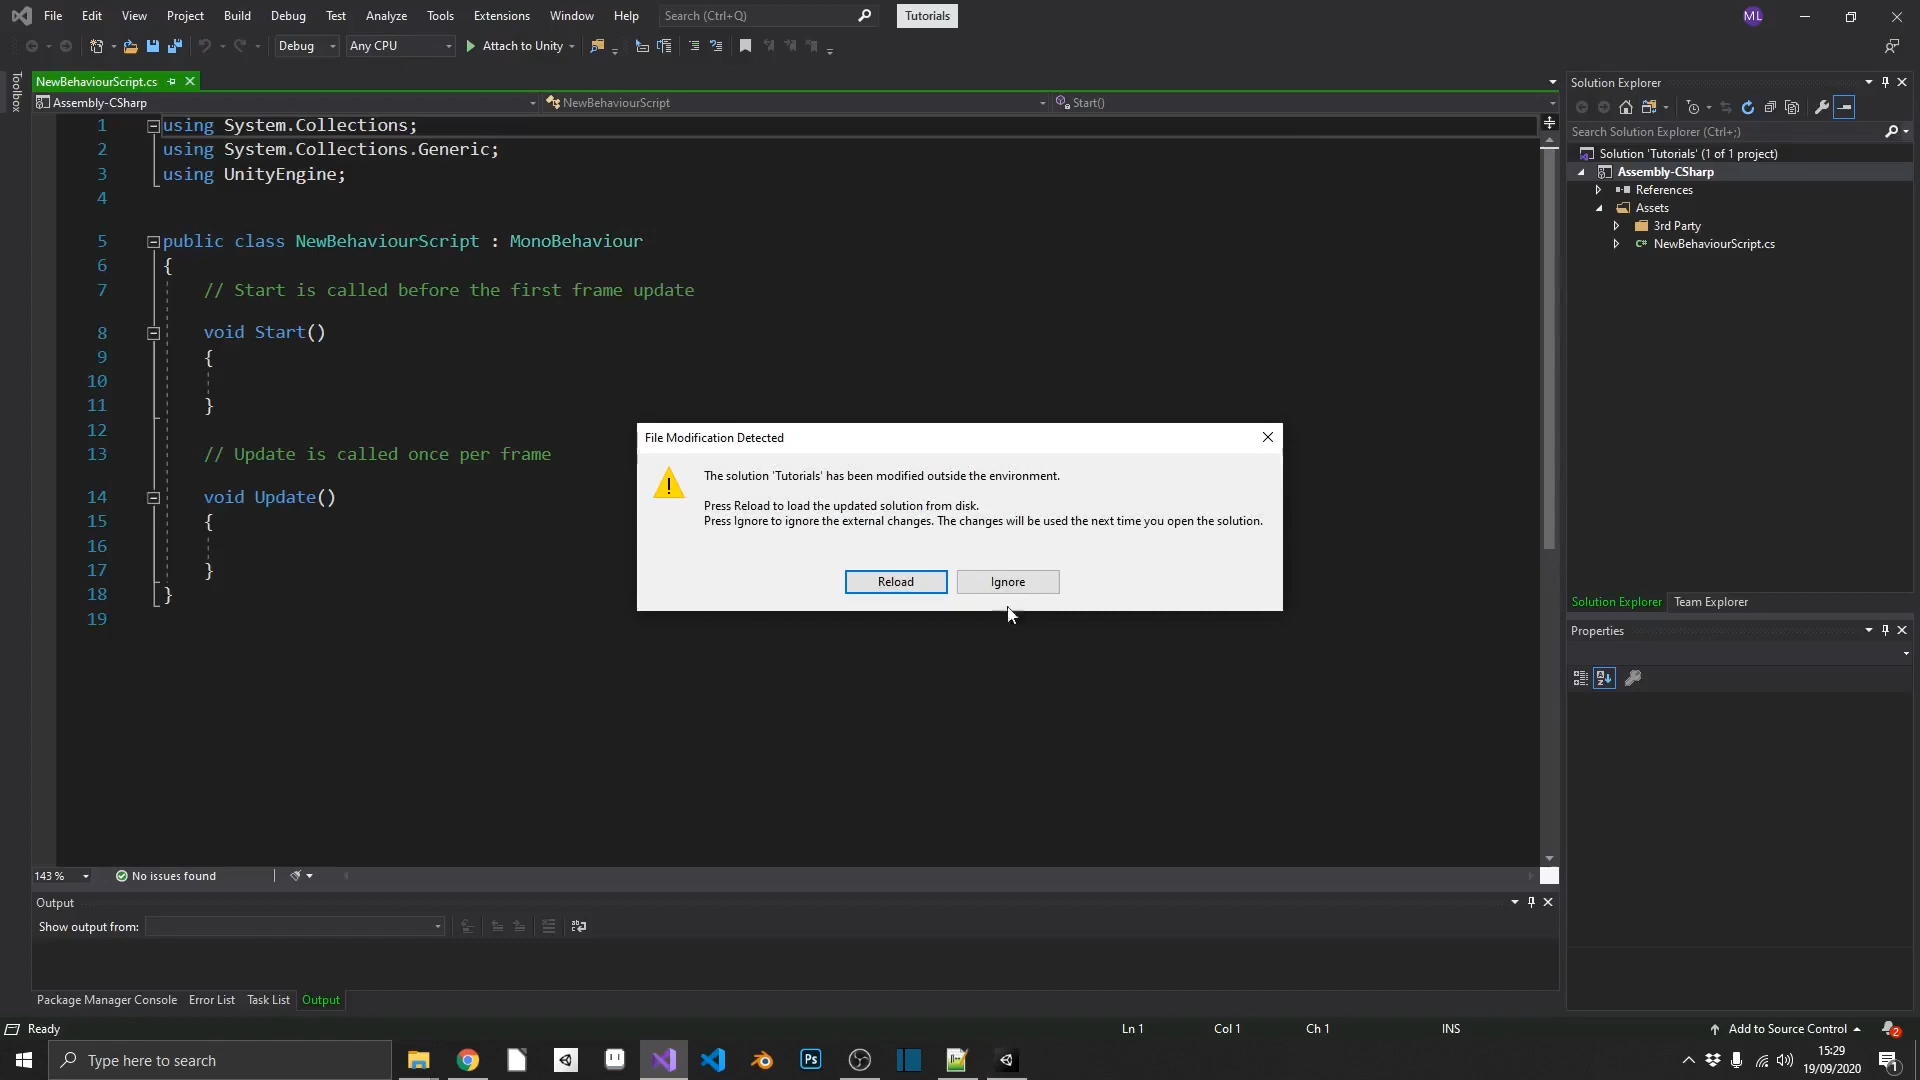 File Edit View Project Build Debug Test Analyze Tools Extensions Window Help Search (Ctrl+Q) Tutorials ML
Debug Any CPU Attach to Unity
Toolbox
NewBehaviourScript.cs
Assembly-CSharp NewBehaviourScript Start()
1 using System.Collections;
2 using System.Collections.Generic;
3 using UnityEngine;
4
5 public class NewBehaviourScript : MonoBehaviour
6 {
7 // Start is called before the first frame update
8 void Start()
9 {
10
11 }
12
13 // Update is called once per frame
14 void Update()
15 {
16
17 }
18 }
19
File Modification Detected
The solution 'Tutorials' has been modified outside the environment.
Press Reload to load the updated solution from disk.
Press Ignore to ignore the external changes. The changes will be used the next time you open the solution.
Reload Ignore
Solution Explorer
Search Solution Explorer (Ctrl+;)
Solution 'Tutorials' (1 of 1 project)
Assembly-CSharp
References
Assets
3rd Party
C# NewBehaviourScript.cs
Solution Explorer Team Explorer
Properties
143 % No issues found
Output
Show output from:
Package Manager Console Error List Task List Output
Ready Ln 1 Col 1 Ch 1 INS Add to Source Control 2
Type here to search Ps 15:29
19/09/2020 1